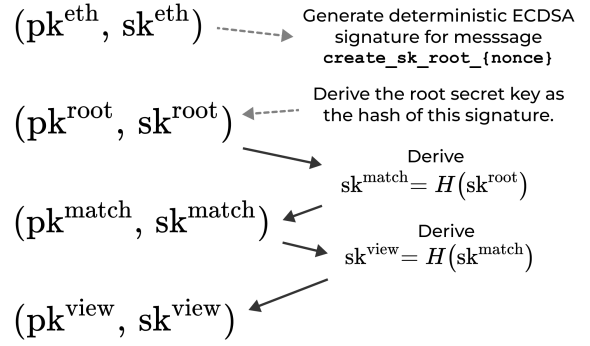 (pk^eth, sk^eth)
Generate deterministic ECDSA
signature for messsage
create_sk_root_{nonce}
Derive the root secret key as
the hash of this signature.
(pk^root, sk^root)
Derive
sk^match = H(sk^root)
(pk^match, sk^match)
Derive
sk^view = H(sk^match)
(pk^view, sk^view)